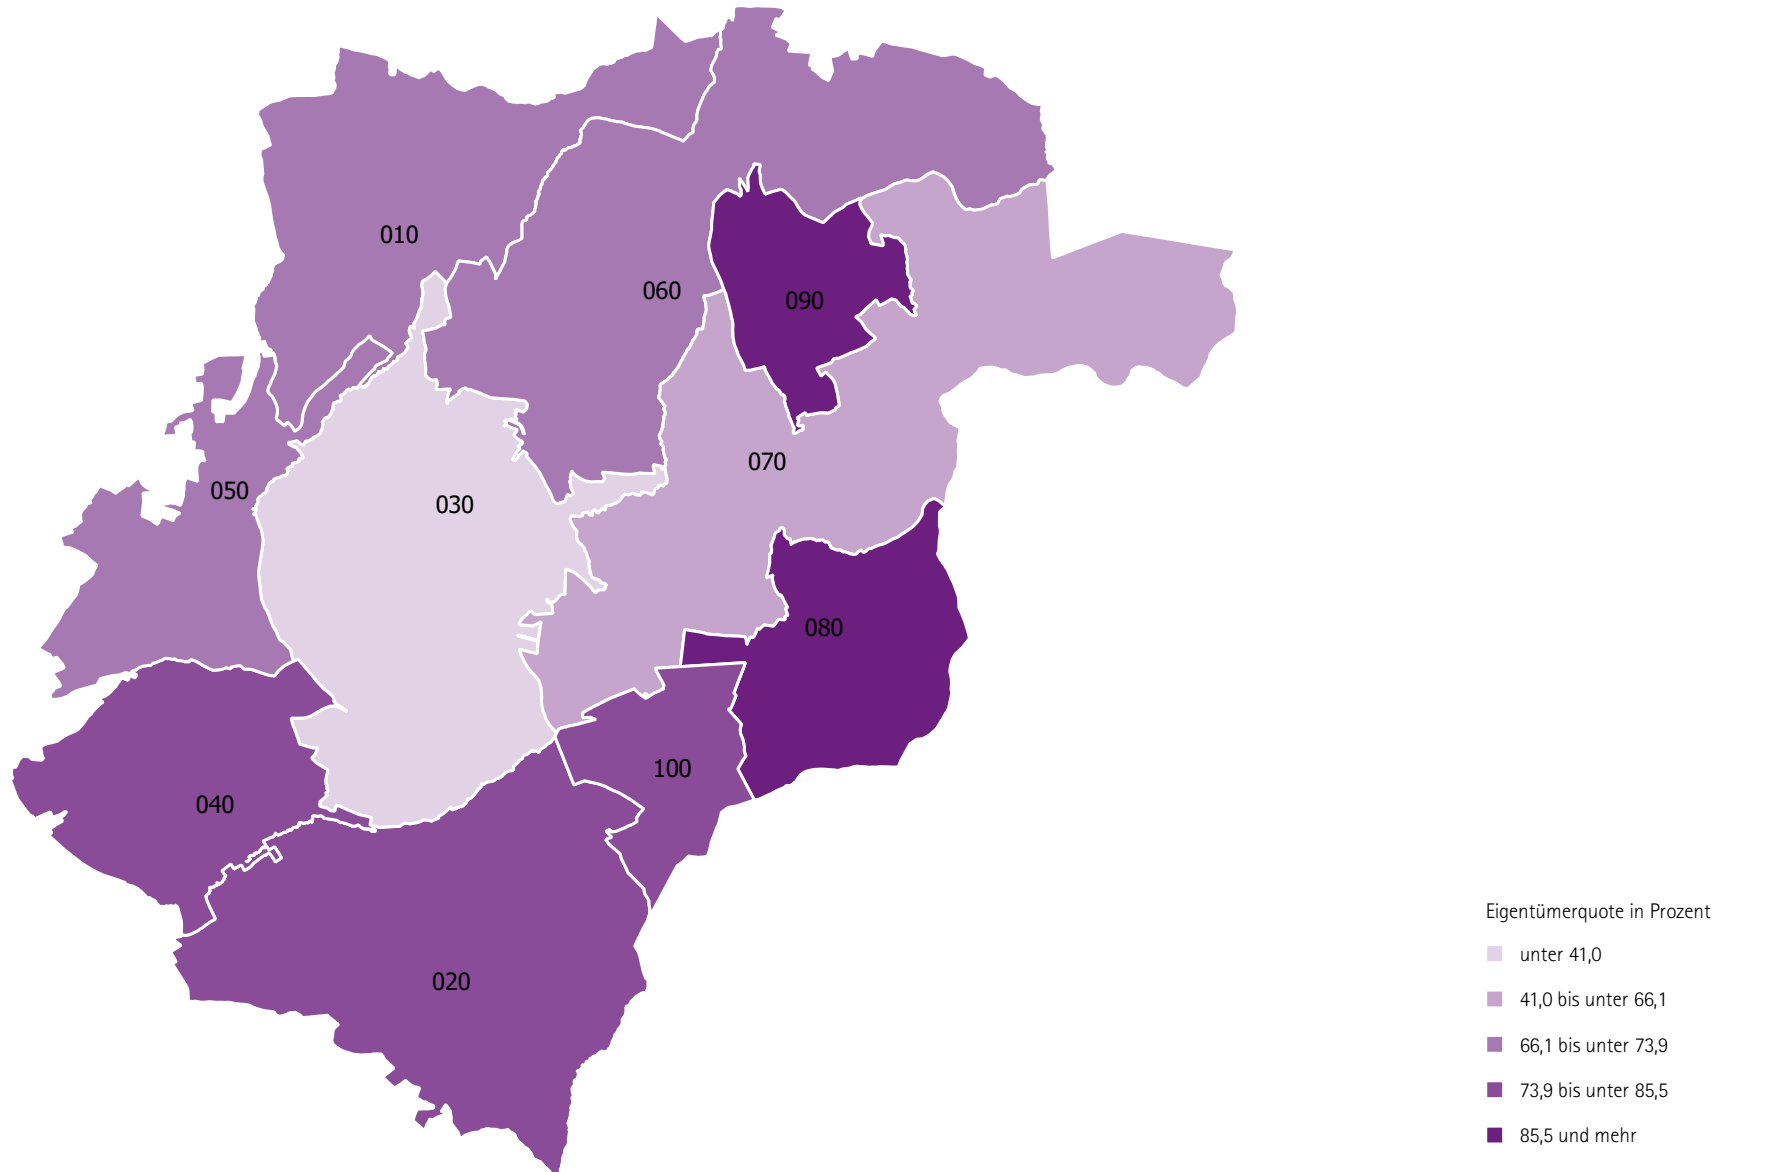 010
060
090
070
050
030
080
100
040
020
Eigentümerquote in Prozent
unter 41,0
41,0 bis unter 66,1
66,1 bis unter 73,9
73,9 bis unter 85,5
85,5 und mehr